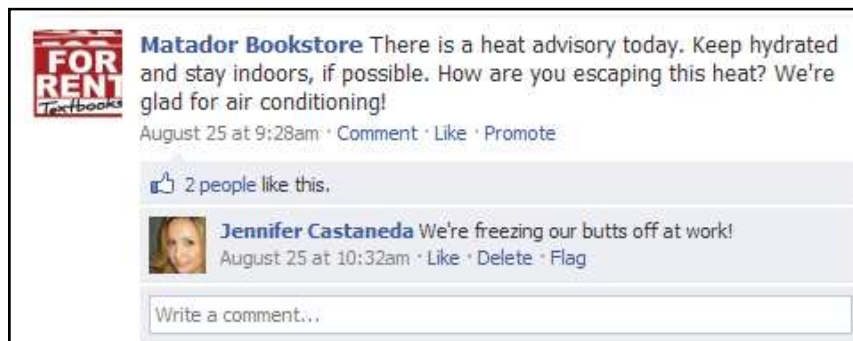 FOR
RENT
Textbooks
Matador Bookstore There is a heat advisory today. Keep hydrated
and stay indoors, if possible. How are you escaping this heat? We're
glad for air conditioning!
August 25 at 9:28am · Comment · Like · Promote
2 people like this.
Jennifer Castaneda We're freezing our butts off at work!
August 25 at 10:32am · Like · Delete · Flag
Write a comment...